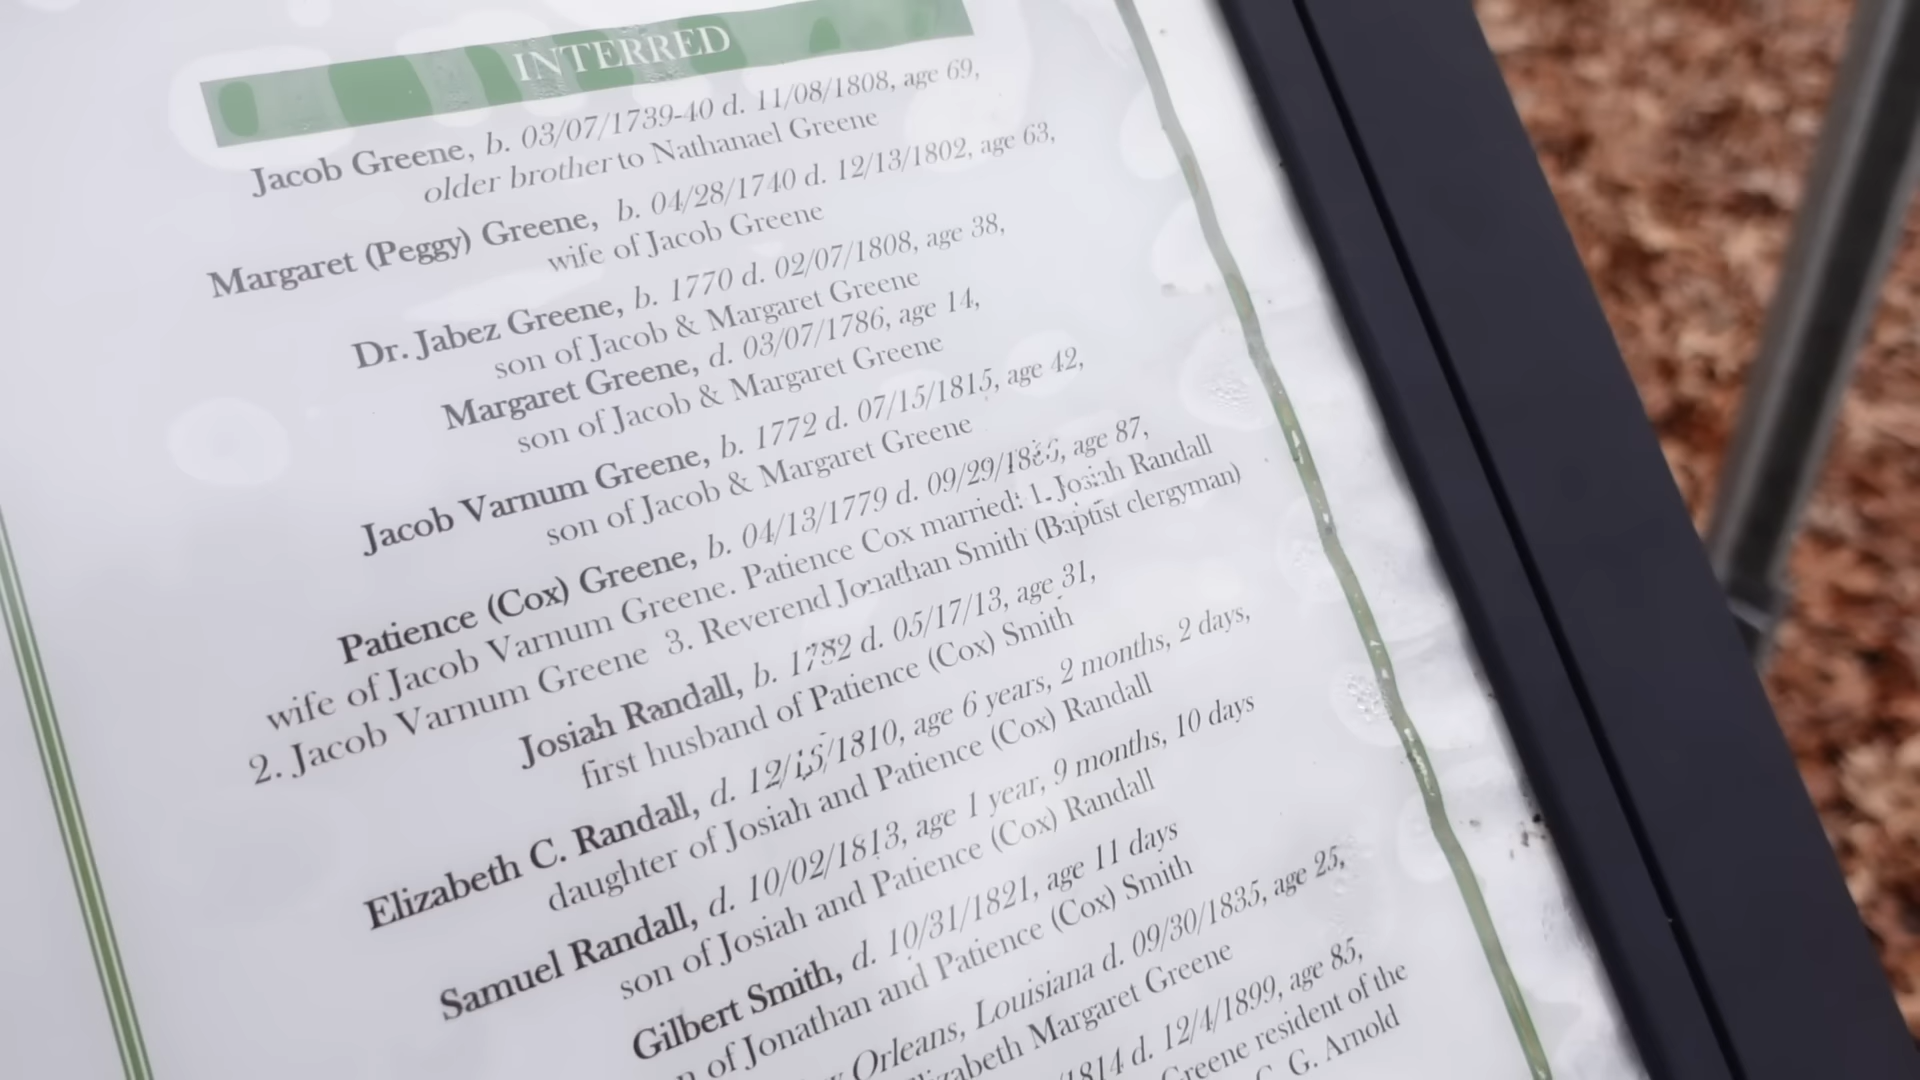 INTERRED
Jacob Greene, b. 03/07/1739-40 d. 11/08/1808, age 69,
older brother to Nathanael Greene
Margaret (Peggy) Greene, b. 04/28/1740 d. 12/13/1802, age 63,
wife of Jacob Greene
Dr. Jabez Greene, b. 1770 d. 02/07/1808, age 38,
son of Jacob & Margaret Greene
Margaret Greene, d. 03/07/1786, age 14,
son of Jacob & Margaret Greene
Jacob Varnum Greene, b. 1772 d. 07/15/1815, age 42,
son of Jacob & Margaret Greene
Patience (Cox) Greene, b. 04/13/1779 d. age 87,
wife of Jacob Varnum Greene. Patience Cox married: 1. Josiah Randall
2. Jacob Varnum Greene 3. Reverend Jonathan Smith (Baptist clergyman)
Josiah Randall, b. 1782 d. 05/17/13, age 31,
first husband of Patience (Cox) Smith
Elizabeth C. Randall, d. 12/15/1810, age 6 years, 2 months, 2 days,
daughter of Josiah and Patience (Cox) Randall
Samuel Randall, d. 10/02/1813, age 1 year, 9 months, 10 days
son of Josiah and Patience (Cox) Randall
Gilbert Smith, d. 10/31/1821, age 11 days
of Jonathan and Patience (Cox) Smith
Orleans, Louisiana d. 09/30/1835, age 25,
Margaret Greene
d. 12/4/1899, age 85,
Greene resident of the
G. Arnold